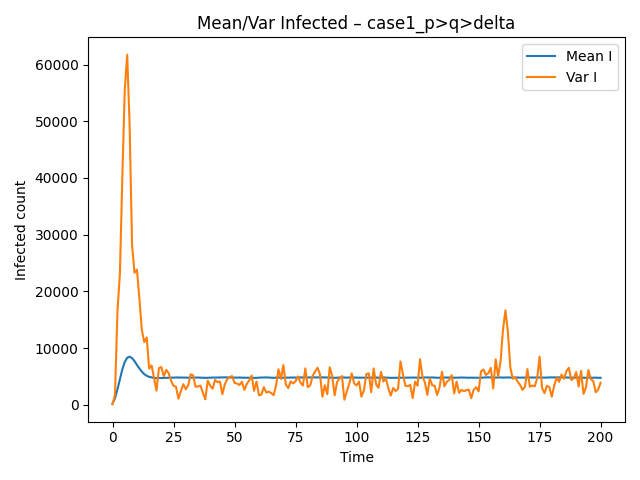 Mean/Var Infected – case1_p>q>delta
Mean I
Var I
60000
50000
40000
30000
20000
10000
0
Infected count
0 25 50 75 100 125 150 175 200
Time